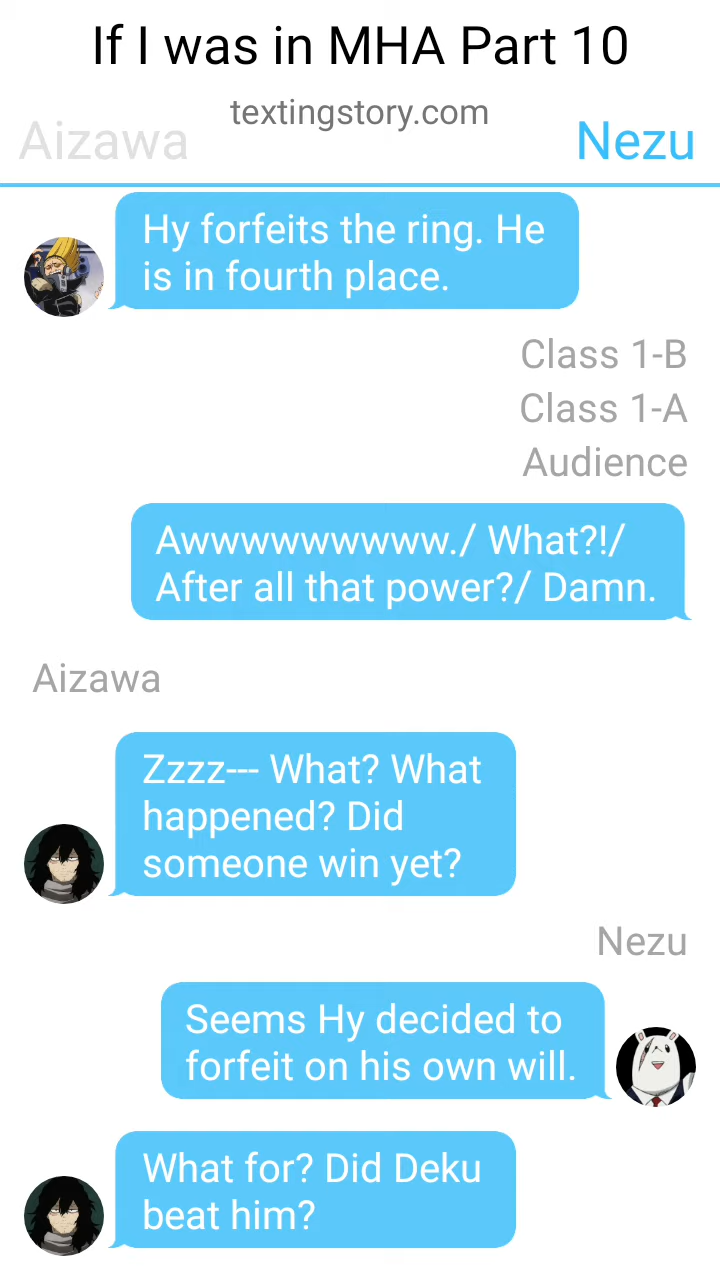 If I was in MHA Part 10
textingstory.com
Aizawa
Nezu
Hy forfeits the ring. He
is in fourth place.
Class 1-B
Class 1-A
Audience
Awwwwwwwww./ What?!/
After all that power?/ Damn.
Aizawa
Zzzz--- What? What
happened? Did
someone win yet?
Nezu
Seems Hy decided to
forfeit on his own will.
What for? Did Deku
beat him?